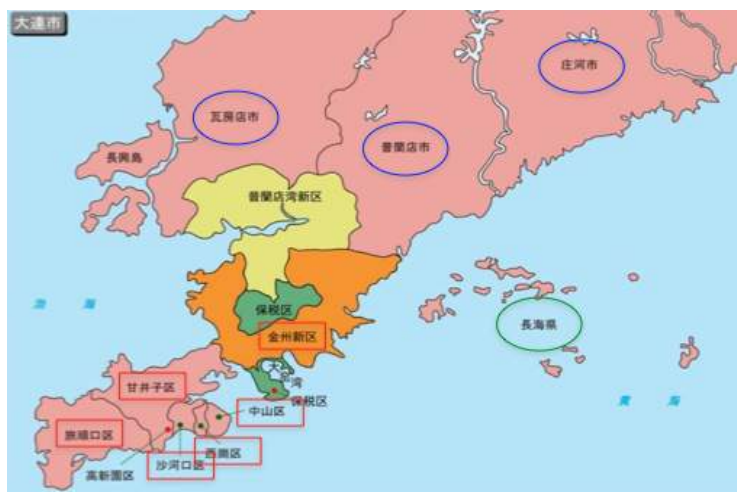 大連市
庄河市
瓦房店市
普蘭店市
長興島
普蘭店湾新区
渤 海
保税区
長海県
金州新区
大
窑
湾
甘井子区
保税区
黄 海
中山区
旅順口区
西崗区
沙河口区
高新園区